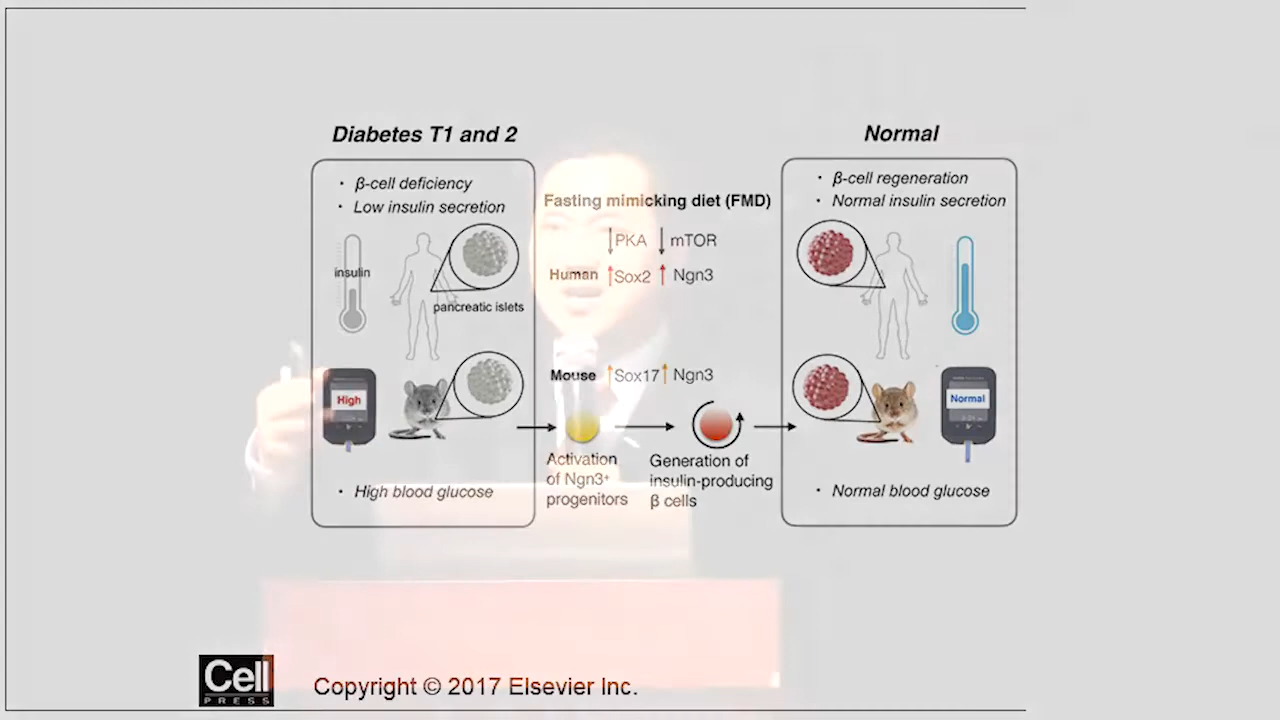 Diabetes T1 and 2
· β-cell deficiency
· Low insulin secretion
insulin
pancreatic islets
High
· High blood glucose
Fasting mimicking diet (FMD)
↓PKA ↓ mTOR
Human ↑Sox2 ↑ Ngn3
Mouse ↑Sox17↑ Ngn3
Activation
of Ngn3+
progenitors
Generation of
insulin-producing
β cells
Normal
· β-cell regeneration
· Normal insulin secretion
Normal
· Normal blood glucose
Cell
PRESS
Copyright © 2017 Elsevier Inc.